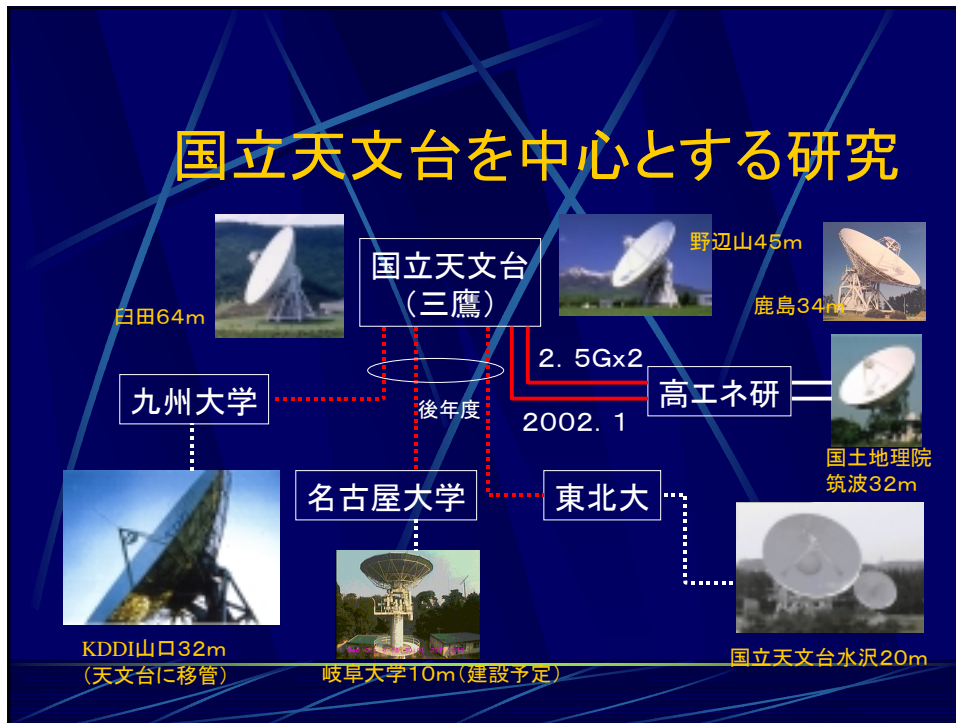 国立天文台を中心とする研究
国立天文台
（三鷹）
野辺山45m
臼田64m
鹿島34m
2. 5Gx2
九州大学
後年度
高エネ研
2002. 1
国土地理院
筑波32m
名古屋大学
東北大
KDDI山口32m
（天文台に移管）
岐阜大学10m（建設予定）
国立天文台水沢20m